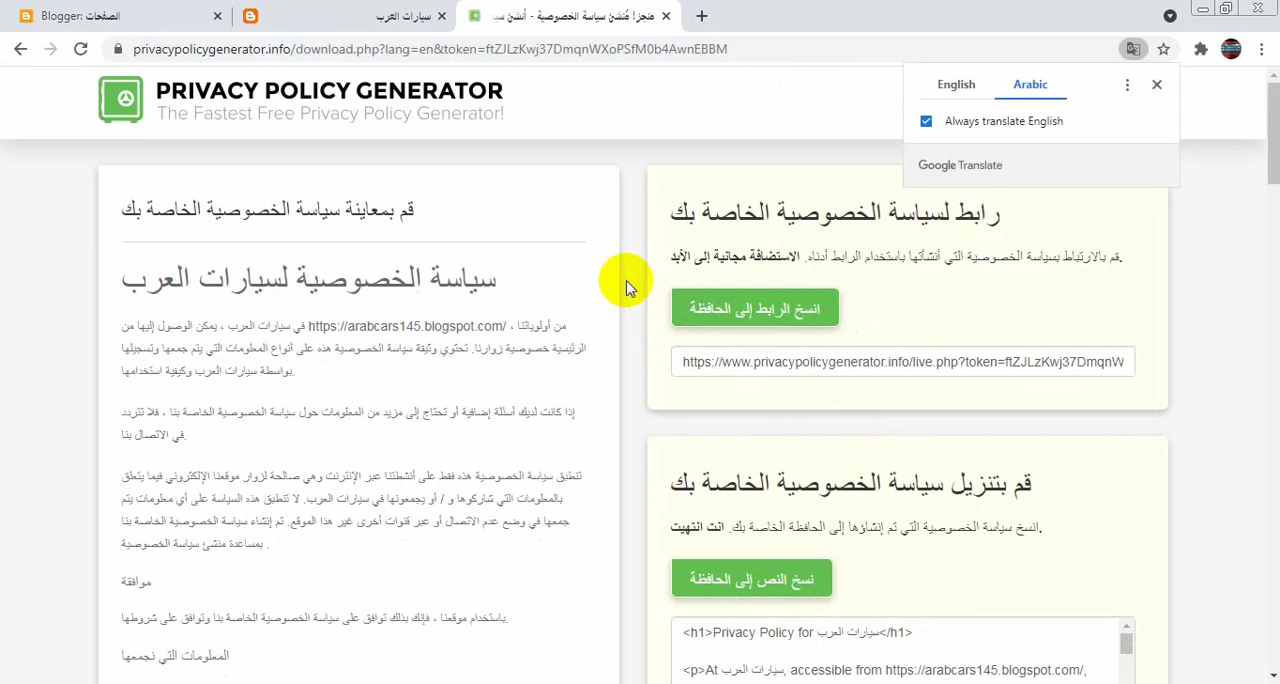 Blogger: الصفحات
سيارات العرب
منجز! مُنشئ سياسة الخصوصية - أنشئ سي
privacypolicygenerator.info/download.php?lang=en&token=ftZJLzKwj37DmqnWXoPSfM0b4AwnEBBM
English
Arabic
Always translate English
Google Translate
PRIVACY POLICY GENERATOR
The Fastest Free Privacy Policy Generator!
قم بمعاينة سياسة الخصوصية الخاصة بك
سياسة الخصوصية لسيارات العرب
في سيارات العرب ، يمكن الوصول إليها من https://arabcars145.blogspot.com/ ، من أولوياتنا
الرئيسية خصوصية زوارنا. تحتوي وثيقة سياسة الخصوصية هذه على أنواع المعلومات التي يتم جمعها وتسجيلها
بواسطة سيارات العرب وكيفية استخدامها.
إذا كانت لديك أسئلة إضافية أو تحتاج إلى مزيد من المعلومات حول سياسة الخصوصية الخاصة بنا ، فلا تتردد
في الاتصال بنا.
تنطبق سياسة الخصوصية هذه فقط على أنشطتنا عبر الإنترنت وهي صالحة لزوار موقعنا الإلكتروني فيما يتعلق
بالمعلومات التي شاركوها و / أو يجمعونها في سيارات العرب. لا تنطبق هذه السياسة على أي معلومات يتم
جمعها في وضع عدم الاتصال أو عبر قنوات أخرى غير هذا الموقع. تم إنشاء سياسة الخصوصية الخاصة بنا
بمساعدة منشئ سياسة الخصوصية .
موافقة
باستخدام موقعنا ، فإنك بذلك توافق على سياسة الخصوصية الخاصة بنا وتوافق على شروطها.
المعلومات التي نجمعها
رابط لسياسة الخصوصية الخاصة بك
قم بالارتباط بسياسة الخصوصية التي أنشأتها باستخدام الرابط أدناه. الاستضافة مجانية إلى الأبد.
انسخ الرابط إلى الحافظة
https://www.privacypolicygenerator.info/live.php?token=ftZJLzKwj37DmqnW
قم بتنزيل سياسة الخصوصية الخاصة بك
انسخ سياسة الخصوصية التي تم إنشاؤها إلى الحافظة الخاصة بك. انت انتهيت.
نسخ النص إلى الحافظة
<h1>Privacy Policy for سيارات العرب</h1>
<p>At سيارات العرب, accessible from https://arabcars145.blogspot.com/,